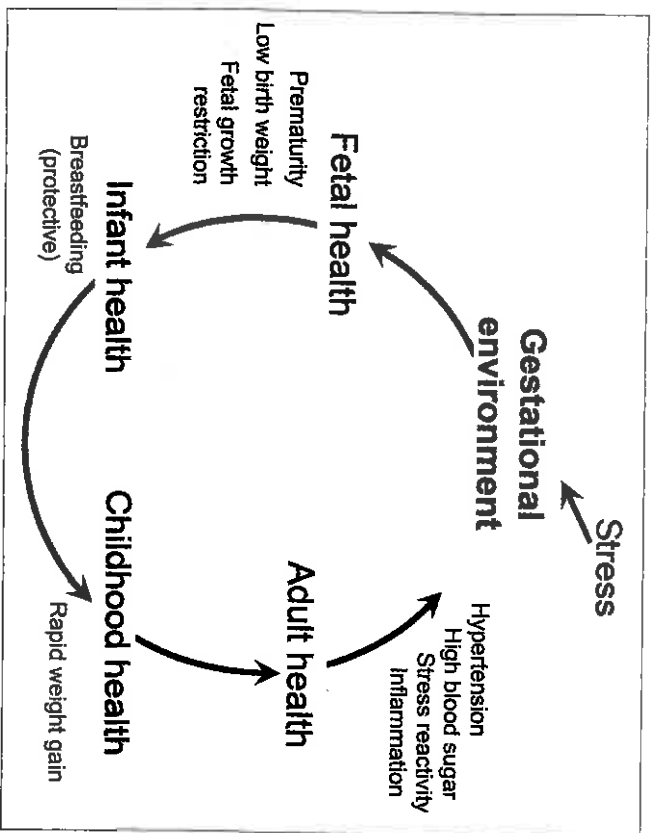 Stress
Gestational
environment
Fetal health
Prematurity
Low birth weight
Fetal growth
restriction
Infant health
Breastfeeding
(protective)
Childhood health
Rapid weight gain
Adult health
Hypertension
High blood sugar
Stress reactivity
Inflammation